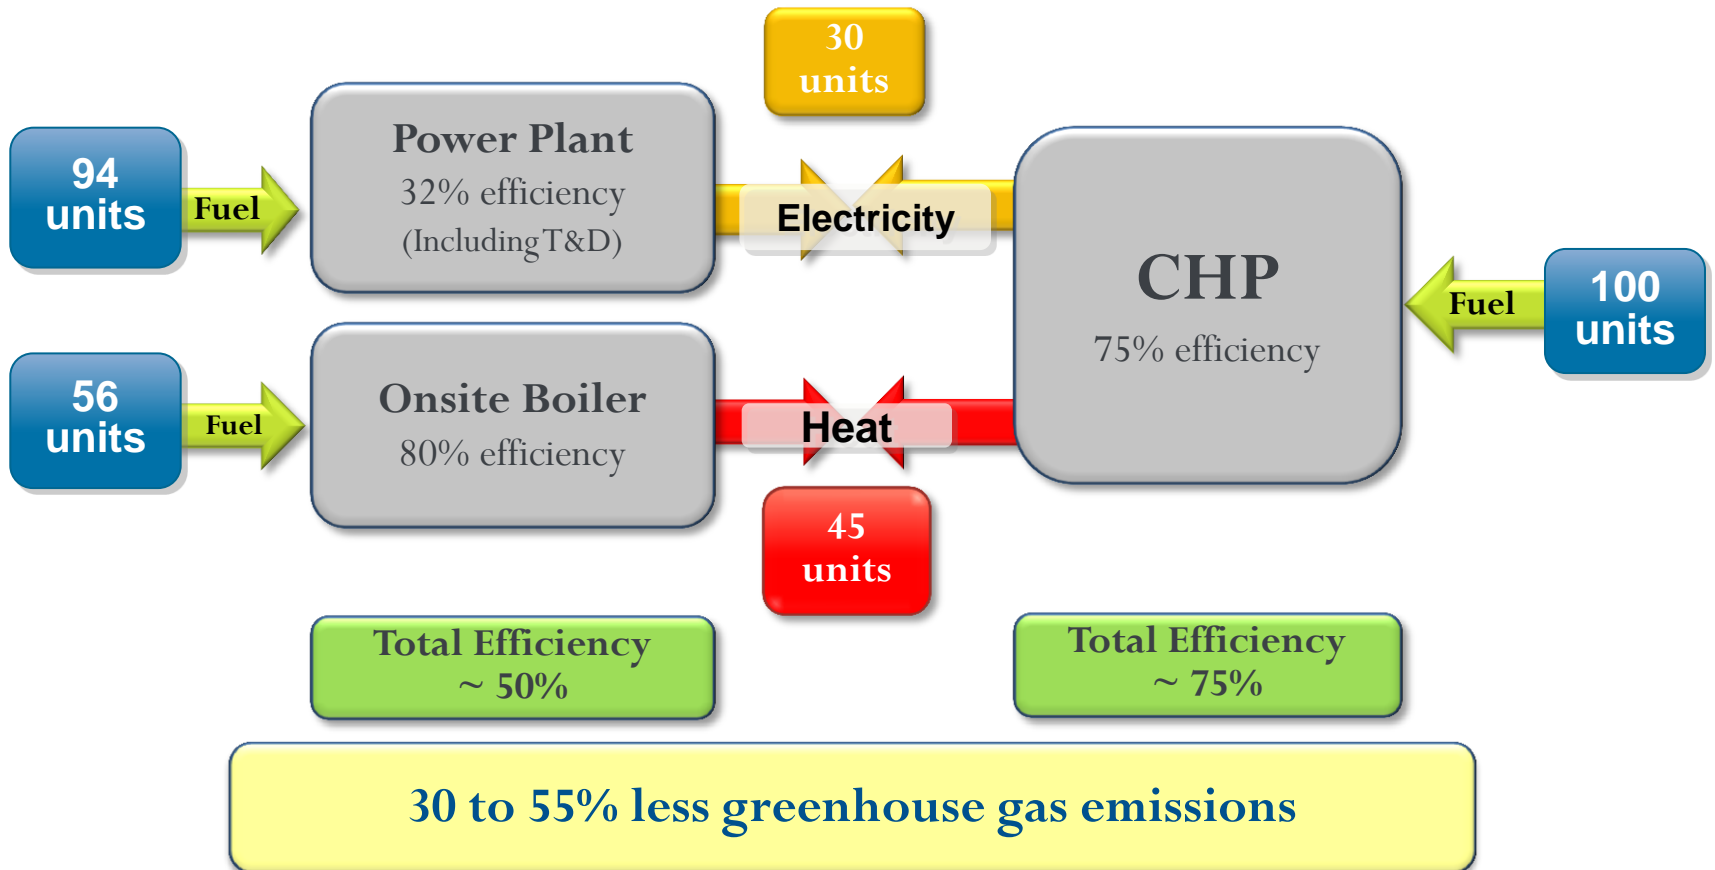 30
units
94
units
Fuel
Power Plant
32% efficiency
(Including T&D)
Electricity
CHP
75% efficiency
Fuel
100
units
56
units
Fuel
Onsite Boiler
80% efficiency
Heat
45
units
Total Efficiency
~ 50%
Total Efficiency
~ 75%
30 to 55% less greenhouse gas emissions